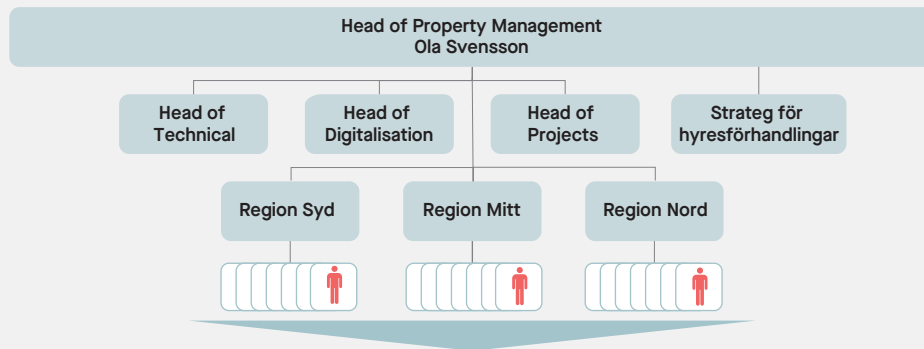 Head of Property Management
Ola Svensson
Head of
Technical
Head of
Digitalisation
Head of
Projects
Strateg för
hyresförhandlingar
Region Syd
Region Mitt
Region Nord